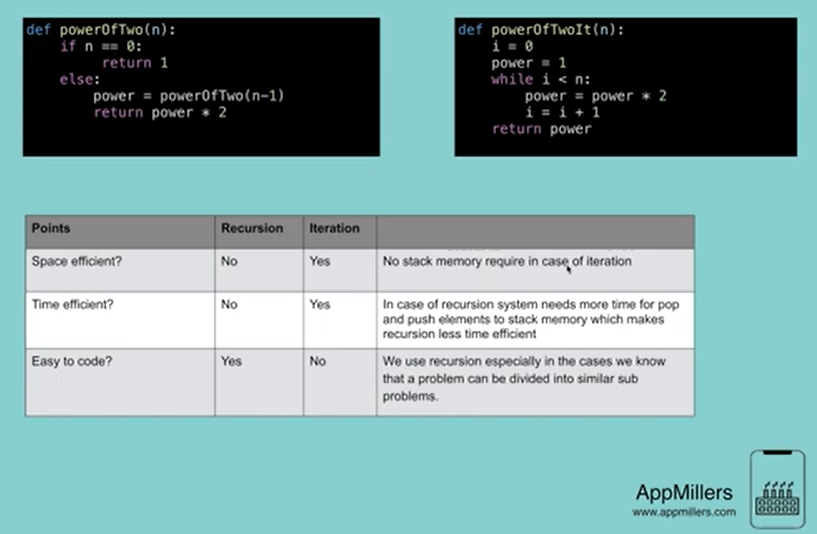 def powerOfTwo(n):
    if n == 0:
        return 1
    else:
        power = powerOfTwo(n-1)
        return power * 2
def powerOfTwoIt(n):
    i = 0
    power = 1
    while i < n:
        power = power * 2
        i = i + 1
    return power
Points Recursion Iteration
Space efficient? No Yes No stack memory require in case of iteration
Time efficient? No Yes In case of recursion system needs more time for pop
and push elements to stack memory which makes
recursion less time efficient
Easy to code? Yes No We use recursion especially in the cases we know
that a problem can be divided into similar sub
problems.
AppMillers
www.appmillers.com